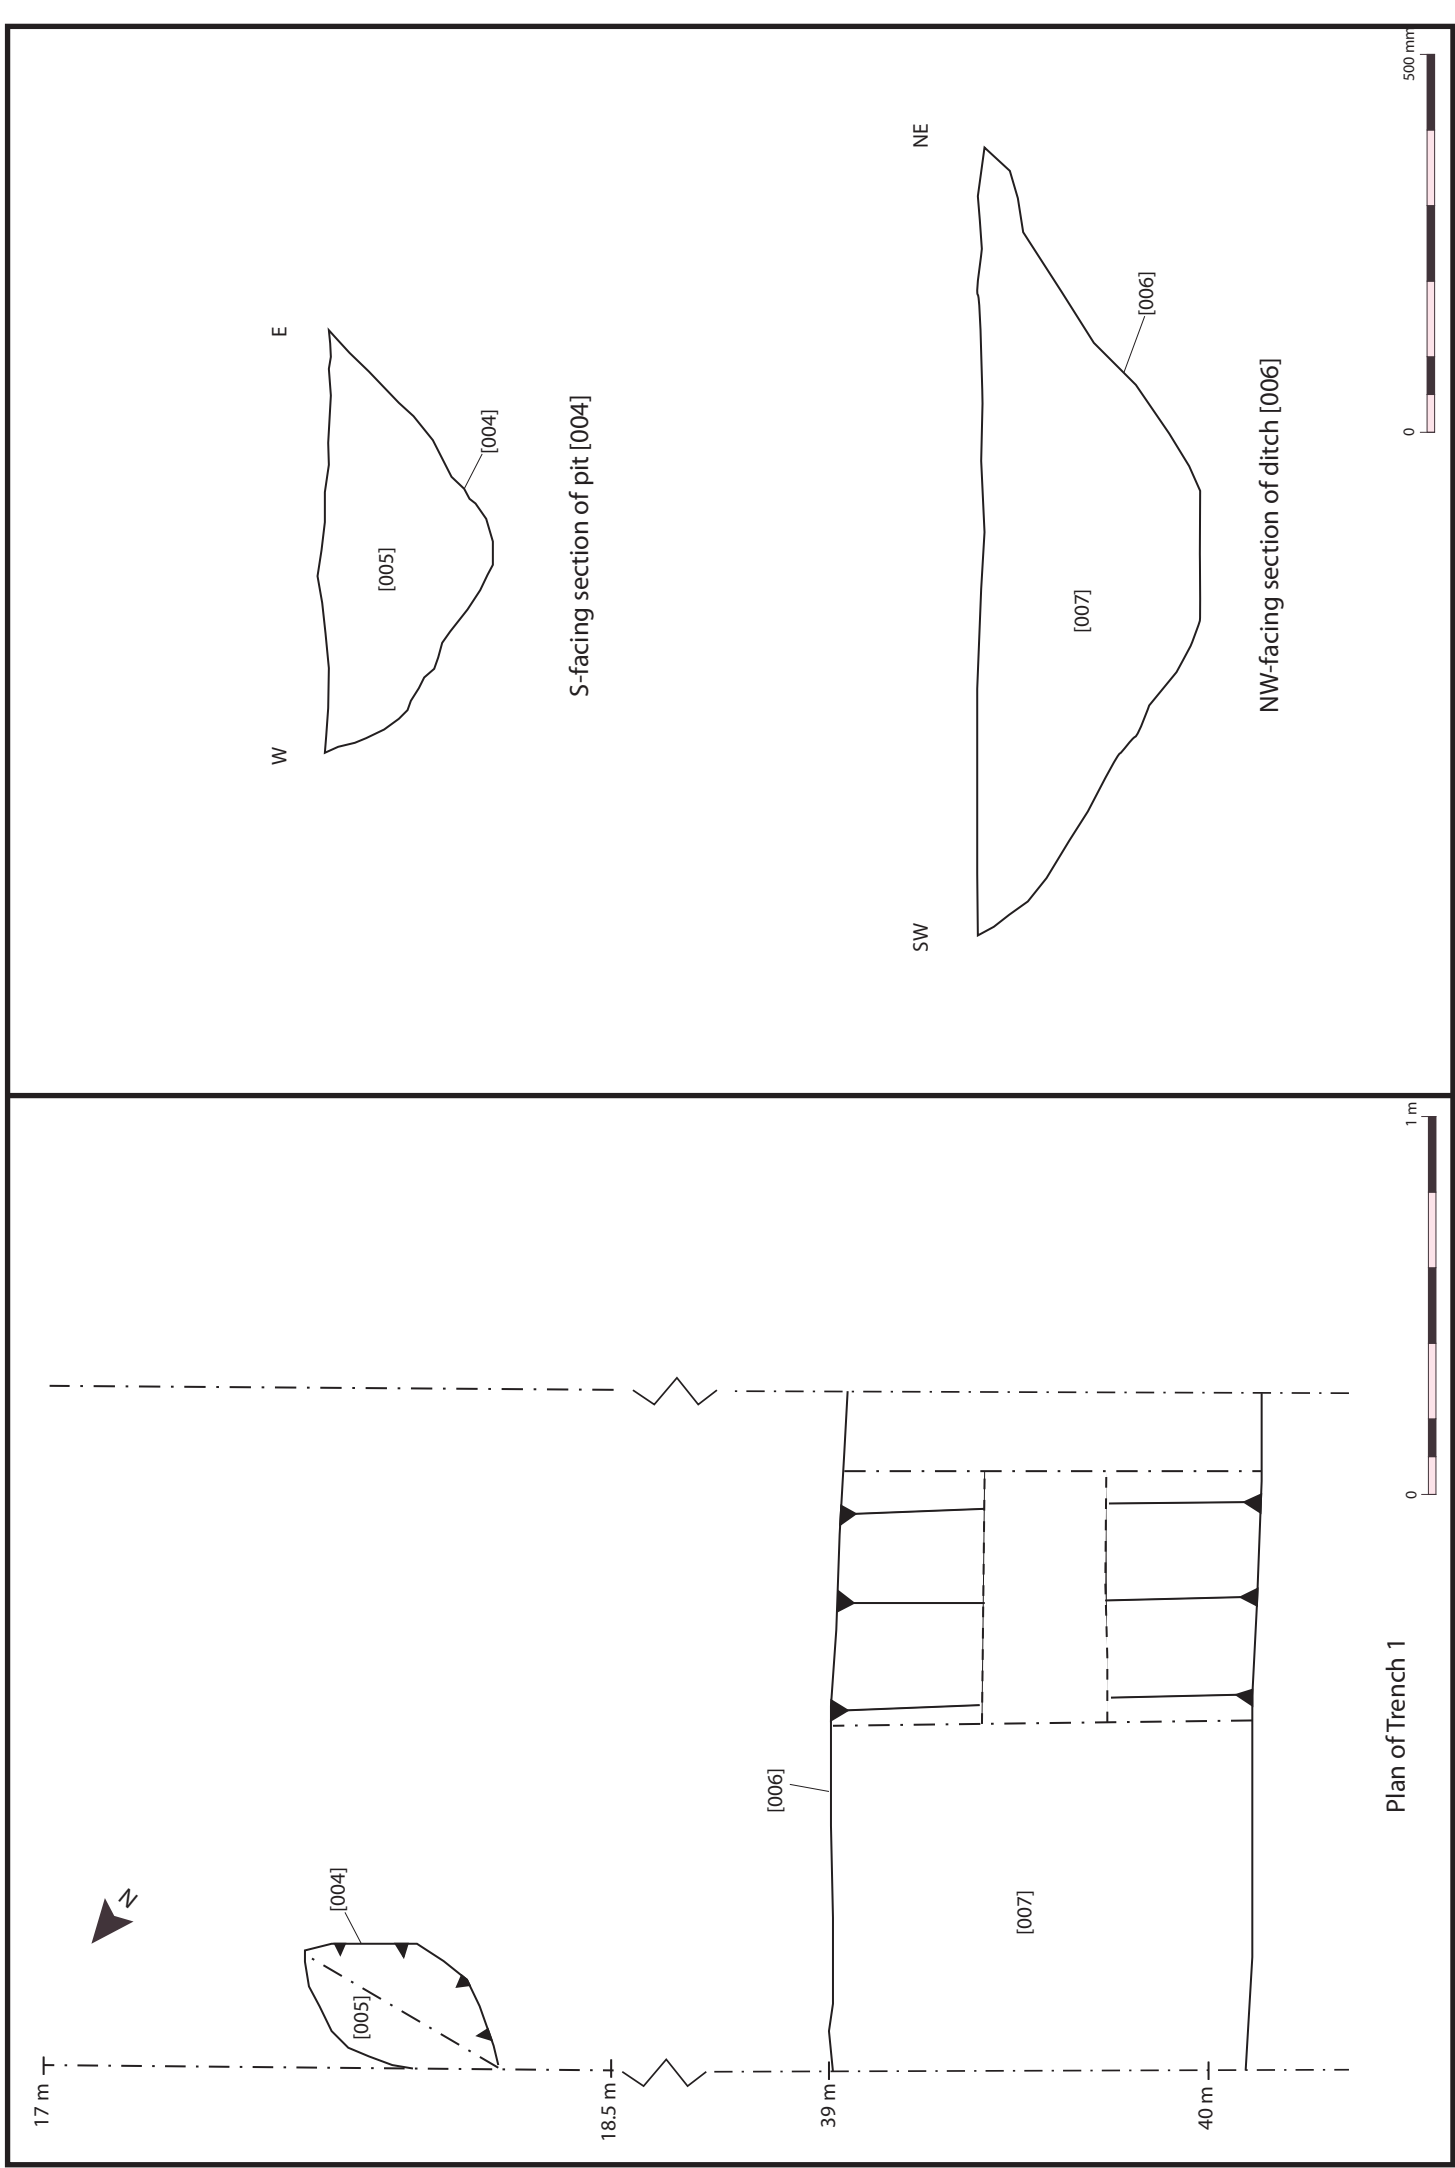 17 m
18.5 m
39 m
40 m
N
[004]
[005]
[006]
[007]
Plan of Trench 1
0
1 m
W
E
[005]
[004]
S-facing section of pit [004]
SW
NE
[007]
[006]
NW-facing section of ditch [006]
0
500 mm